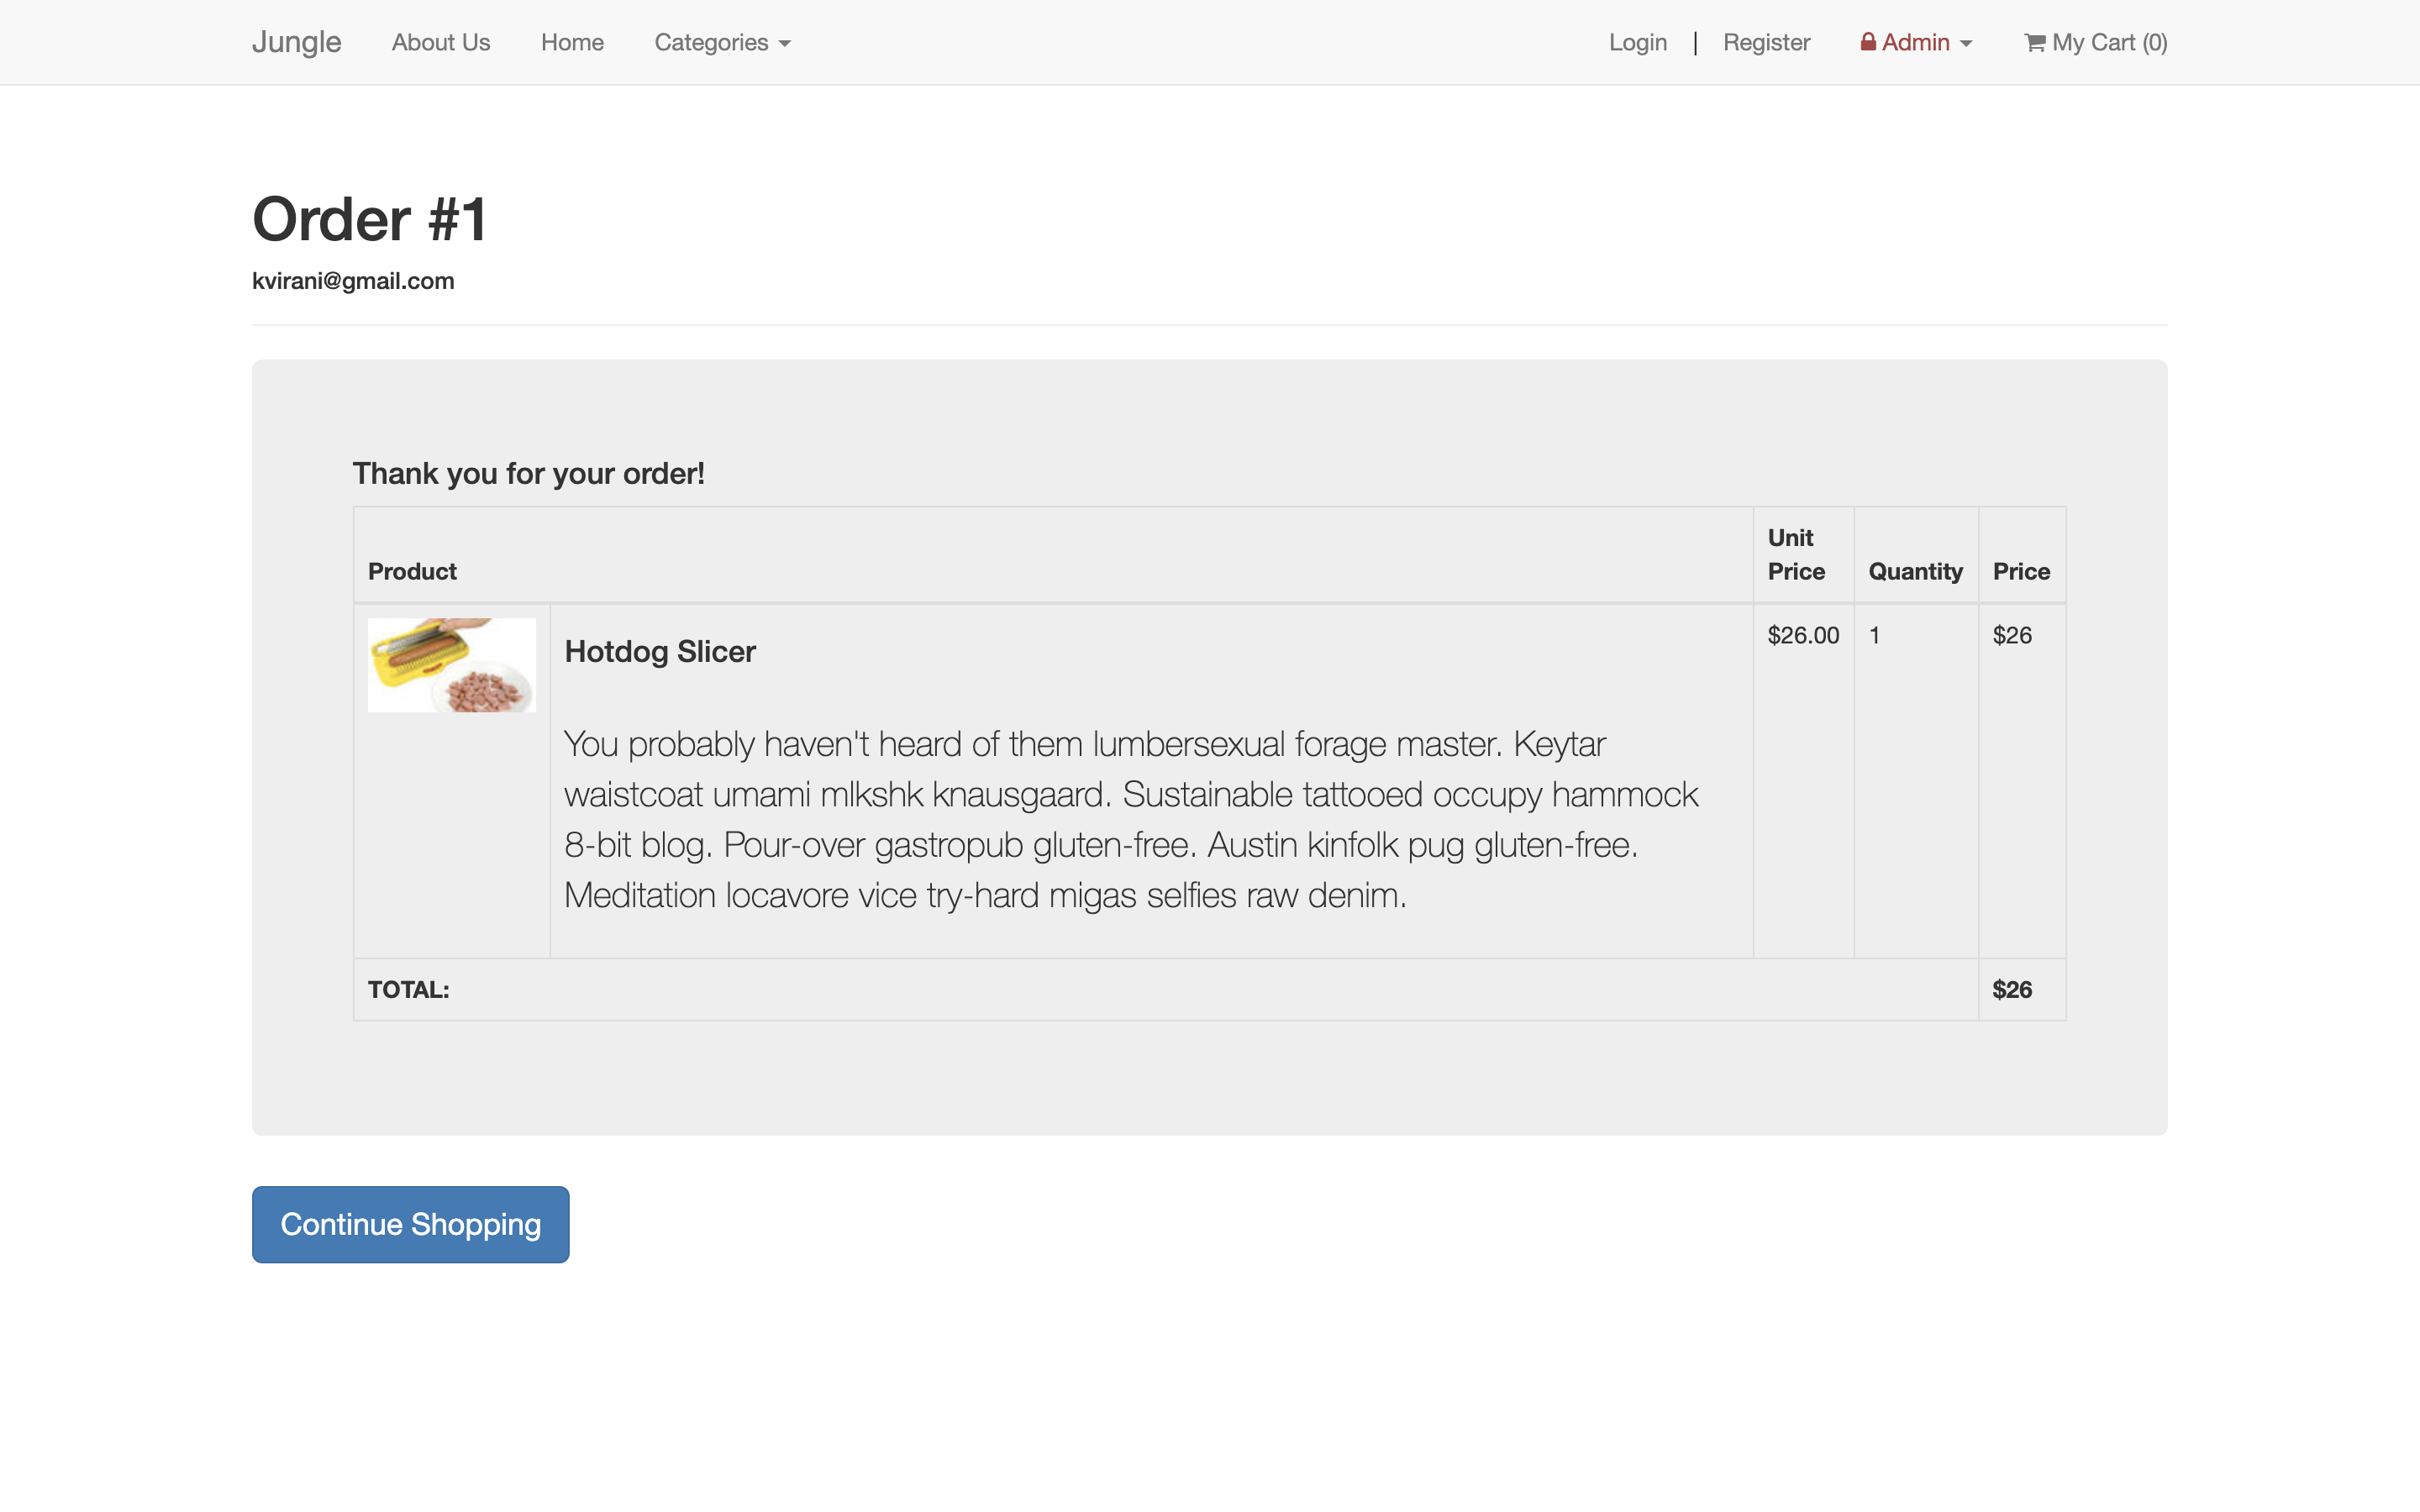 Jungle About Us Home Categories Login | Register Admin My Cart (0)
Order #1
kvirani@gmail.com
Thank you for your order!
Product Unit Price Quantity Price
Hotdog Slicer $26.00 1 $26
You probably haven't heard of them lumbersexual forage master. Keytar
waistcoat umami mlkshk knausgaard. Sustainable tattooed occupy hammock
8-bit blog. Pour-over gastropub gluten-free. Austin kinfolk pug gluten-free.
Meditation locavore vice try-hard migas selfies raw denim.
TOTAL: $26
Continue Shopping